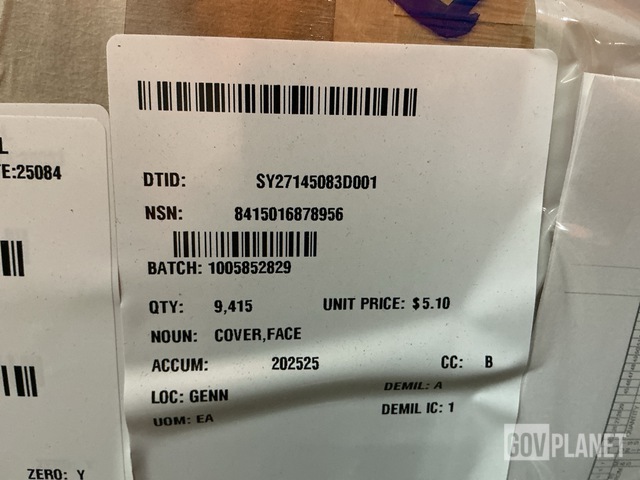 L
E:25084
ZERO: Y
DTID: SY27145083D001
NSN: 8415016878956
BATCH: 1005852829
QTY: 9,415 UNIT PRICE: $5.10
NOUN: COVER,FACE
ACCUM: 202525 CC: B
LOC: GENN DEMIL: A
UOM: EA DEMIL IC: 1
GOVPLANET